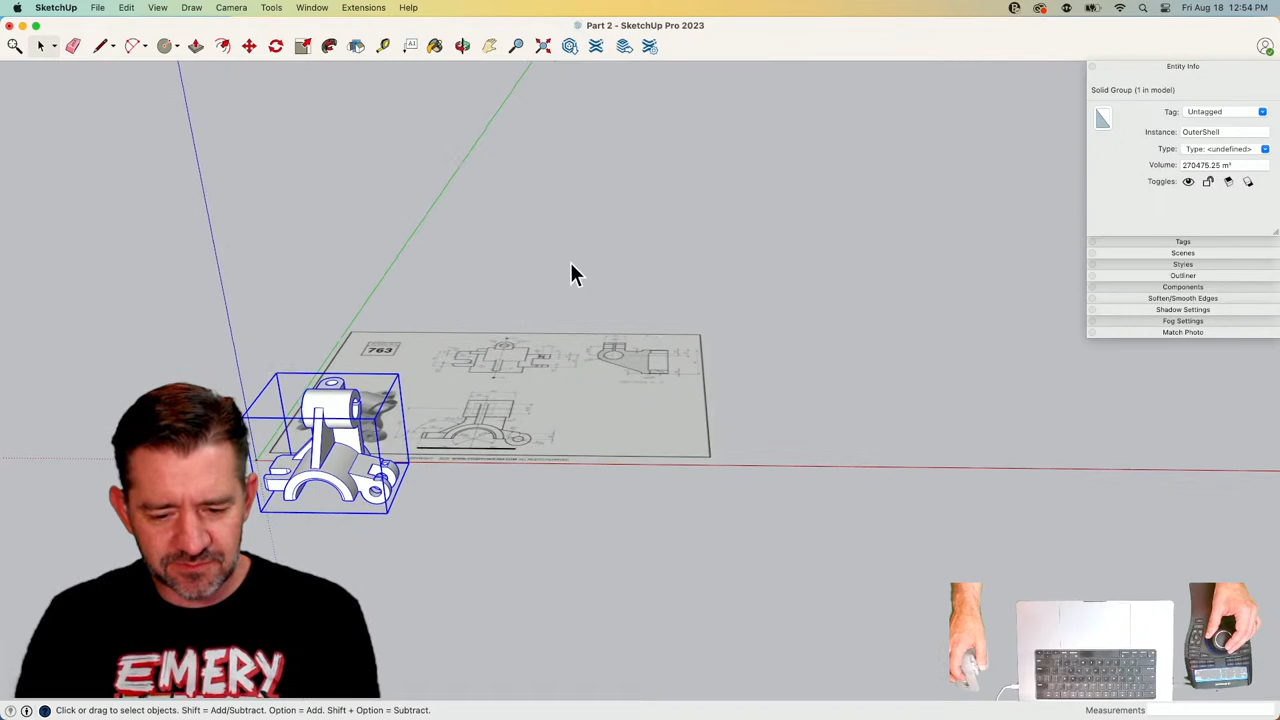 SketchUp File Edit View Draw Camera Tools Window Extensions Help
Fri Aug 18 12:54 PM
Part 2 - SketchUp Pro 2023
A1
Entity Info
Solid Group (1 in model)
Tag: Untagged
Instance: OuterShell
Type: Type: <undefined>
Volume: 270475.25 m³
Toggles:
Tags
Scenes
Styles
Outliner
Components
Soften/Smooth Edges
Shadow Settings
Fog Settings
Match Photo
763
EMERY
Click or drag to select objects. Shift = Add/Subtract. Option = Add. Shift + Option = Subtract.
Measurements